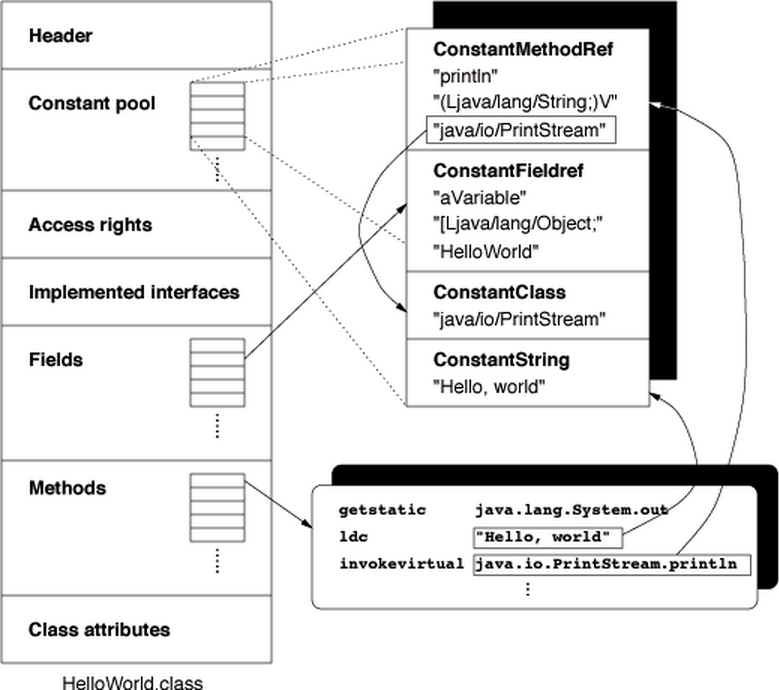 Header
Constant pool
Access rights
Implemented interfaces
Fields
Methods
Class attributes
HelloWorld.class
ConstantMethodRef
"println"
"(Ljava/lang/String;)V"
"java/io/PrintStream"
ConstantFieldref
"aVariable"
"[Ljava/lang/Object;"
"HelloWorld"
ConstantClass
"java/io/PrintStream"
ConstantString
"Hello, world"
getstatic java.lang.System.out
ldc "Hello, world"
invokevirtual java.io.PrintStream.println